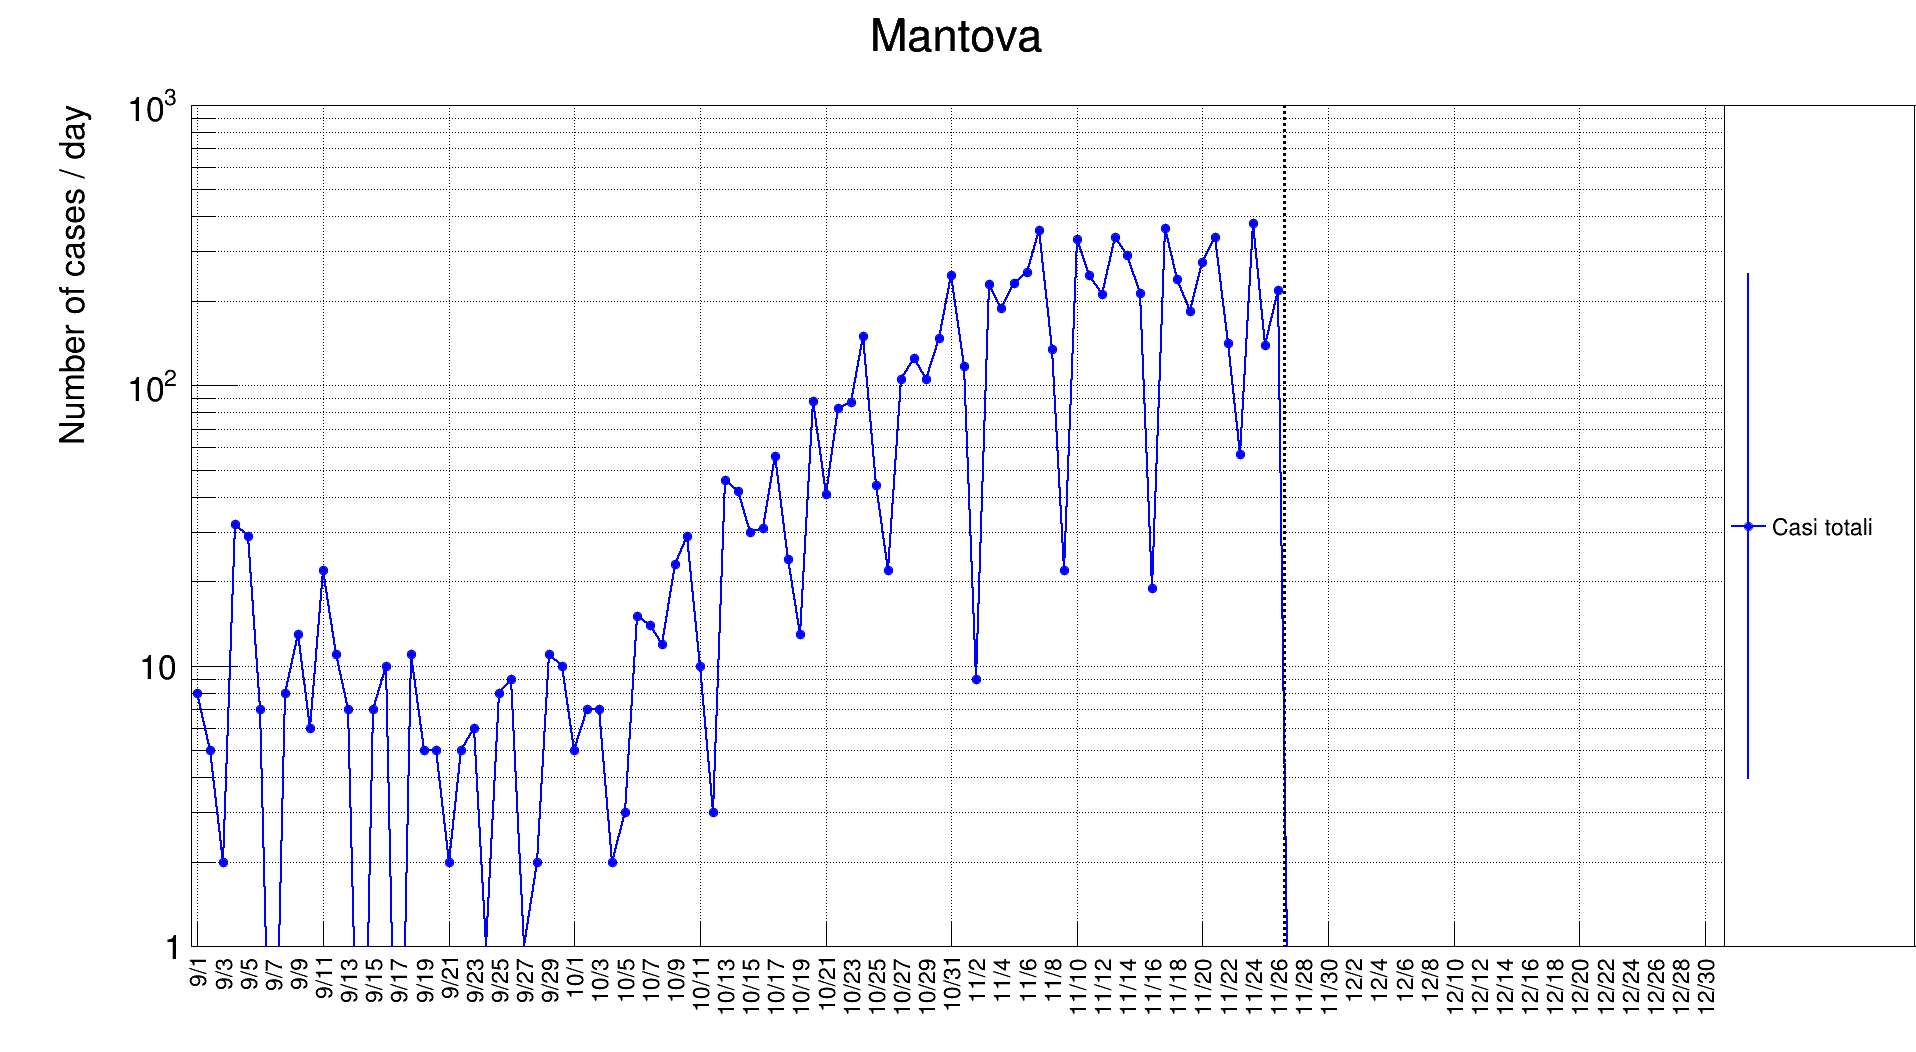 Mantova
Number of cases / day
10³
10²
10
1
9/1 9/3 9/5 9/7 9/9 9/11 9/13 9/15 9/17 9/19 9/21 9/23 9/25 9/27 9/29 10/1 10/3 10/5 10/7 10/9 10/11 10/13 10/15 10/17 10/19 10/21 10/23 10/25 10/27 10/29 10/31 11/2 11/4 11/6 11/8 11/10 11/12 11/14 11/16 11/18 11/20 11/22 11/24 11/26 11/28 11/30 12/2 12/4 12/6 12/8 12/10 12/12 12/14 12/16 12/18 12/20 12/22 12/24 12/26 12/28 12/30
Casi totali